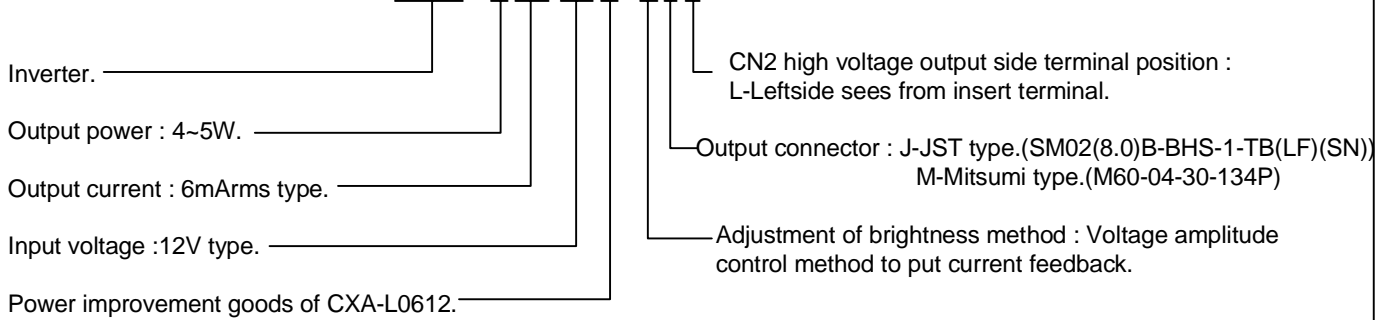 Inverter.
Output power : 4~5W.
Output current : 6mArms type.
Input voltage :12V type.
Power improvement goods of CXA-L0612.
CN2 high voltage output side terminal position :
L-Leftside sees from insert terminal.
Output connector : J-JST type.(SM02(8.0)B-BHS-1-TB(LF)(SN))
M-Mitsumi type.(M60-04-30-134P)
Adjustment of brightness method : Voltage amplitude
control method to put current feedback.